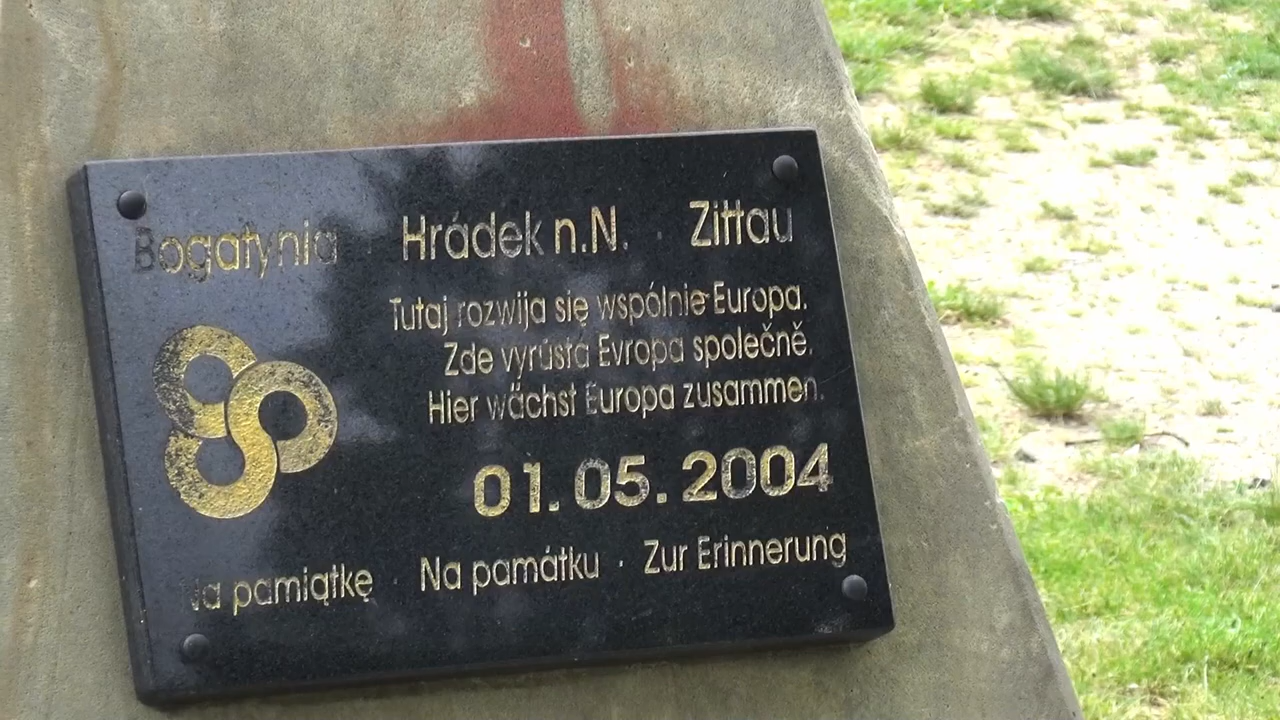 Bogatynia · Hrádek n.N. · Zittau
Tutaj rozwija się wspólnie Europa.
Zde vyrůstá Evropa společně.
Hier wächst Europa zusammen.
01. 05. 2004
Na pamiątkę · Na památku · Zur Erinnerung